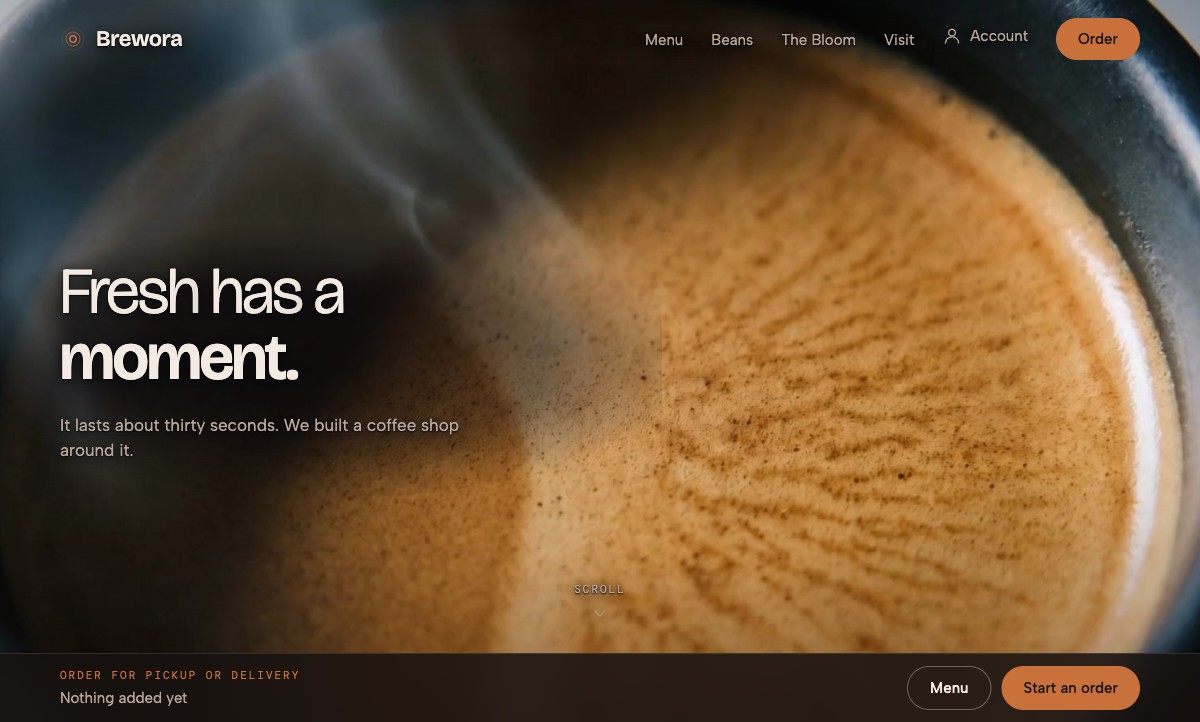 Brewora
Menu
Beans
The Bloom
Visit
Account
Order
Fresh has a
moment.
It lasts about thirty seconds. We built a coffee shop
around it.
SCROLL
ORDER FOR PICKUP OR DELIVERY
Nothing added yet
Menu
Start an order